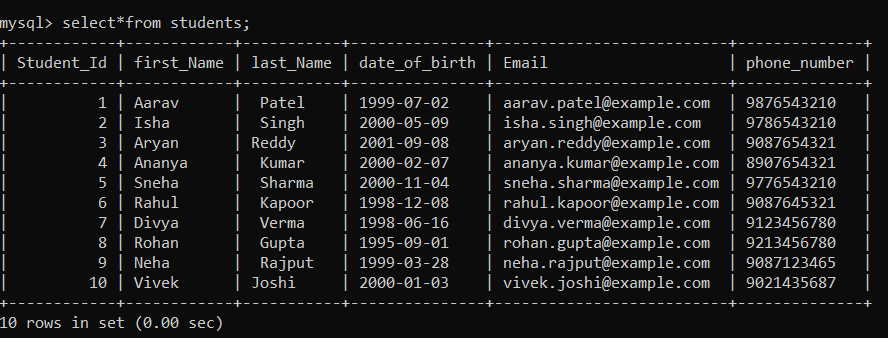 mysql> select*from students;
+------------+------------+-----------+---------------+-------------------------+--------------+
| Student_Id | first_Name | last_Name | date_of_birth | Email                   | phone_number |
+------------+------------+-----------+---------------+-------------------------+--------------+
|          1 | Aarav      |  Patel    | 1999-07-02    | aarav.patel@example.com  | 9876543210   |
|          2 | Isha       |  Singh    | 2000-05-09    | isha.singh@example.com  | 9786543210   |
|          3 | Aryan      | Reddy     | 2001-09-08    | aryan.reddy@example.com  | 9087654321   |
|          4 | Ananya     |  Kumar    | 2000-02-07    | ananya.kumar@example.com | 8907654321   |
|          5 | Sneha      |  Sharma   | 2000-11-04    | sneha.sharma@example.com | 9776543210   |
|          6 | Rahul      |  Kapoor   | 1998-12-08    | rahul.kapoor@example.com | 9087645321   |
|          7 | Divya      |  Verma    | 1998-06-16    | divya.verma@example.com  | 9123456780   |
|          8 | Rohan      |  Gupta    | 1995-09-01    | rohan.gupta@example.com  | 9213456780   |
|          9 | Neha       |  Rajput   | 1999-03-28    | neha.rajput@example.com  | 9087123465   |
|         10 | Vivek      | Joshi     | 2000-01-03    | vivek.joshi@example.com  | 9021435687   |
+------------+------------+-----------+---------------+-------------------------+--------------+
10 rows in set (0.00 sec)